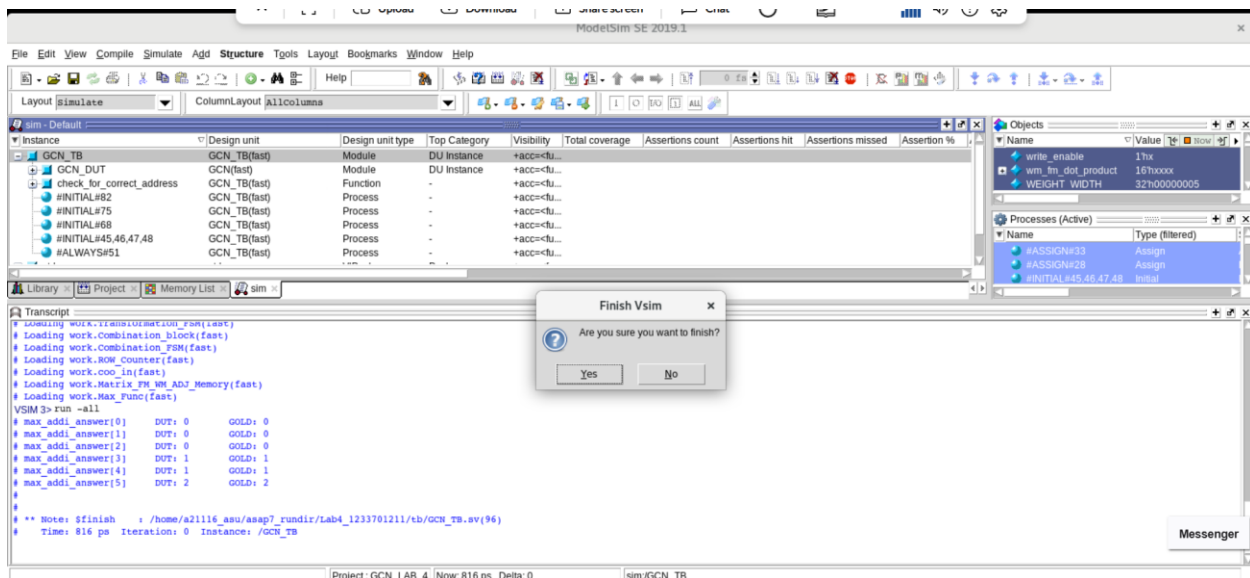 Upload Download Share screen Chat
ModelSim SE 2019.1
File Edit View Compile Simulate Add Structure Tools Layout Bookmarks Window Help
Help
Layout Simulate ColumnLayout AllColumns
sim - Default
Instance Design unit Design unit type Top Category Visibility Total coverage Assertions count Assertions hit Assertions missed Assertion %
GCN_TB GCN_TB(fast) Module DU Instance +acc=<fu...
GCN_DUT GCN(fast) Module DU Instance +acc=<fu...
check_for_correct_address GCN_TB(fast) Function - +acc=<fu...
#INITIAL#82 GCN_TB(fast) Process - +acc=<fu...
#INITIAL#75 GCN_TB(fast) Process - +acc=<fu...
#INITIAL#68 GCN_TB(fast) Process - +acc=<fu...
#INITIAL#45,46,47,48 GCN_TB(fast) Process - +acc=<fu...
#ALWAYS#51 GCN_TB(fast) Process - +acc=<fu...
Objects
Name Value Now
write_enable 1'hx
wm_fm_dot_product 16'hxxxx
WEIGHT_WIDTH 32'h00000005
Processes (Active)
Name Type (filtered)
#ASSIGN#33 Assign
#ASSIGN#28 Assign
#INITIAL#45,46,47,48 Initial
Library Project Memory List sim
Transcript
# Loading work.Transformation_FSM(fast)
# Loading work.Combination_block(fast)
# Loading work.Combination_FSM(fast)
# Loading work.ROW_Counter(fast)
# Loading work.coo_in(fast)
# Loading work.Matrix_FM_WM_ADJ_Memory(fast)
# Loading work.Max_Func(fast)
VSIM 3> run -all
# max_addi_answer[0] DUT: 0 GOLD: 0
# max_addi_answer[1] DUT: 0 GOLD: 0
# max_addi_answer[2] DUT: 0 GOLD: 0
# max_addi_answer[3] DUT: 1 GOLD: 1
# max_addi_answer[4] DUT: 1 GOLD: 1
# max_addi_answer[5] DUT: 2 GOLD: 2
#
#
# ** Note: $finish : /home/a21116_asu/asap7_rundir/Lab4_1233701211/tb/GCN_TB.sv(96)
# Time: 816 ps Iteration: 0 Instance: /GCN_TB
Finish Vsim
Are you sure you want to finish?
Yes No
Messenger
Project : GCN_LAB_4 Now: 816 ps Delta: 0 sim:/GCN_TB